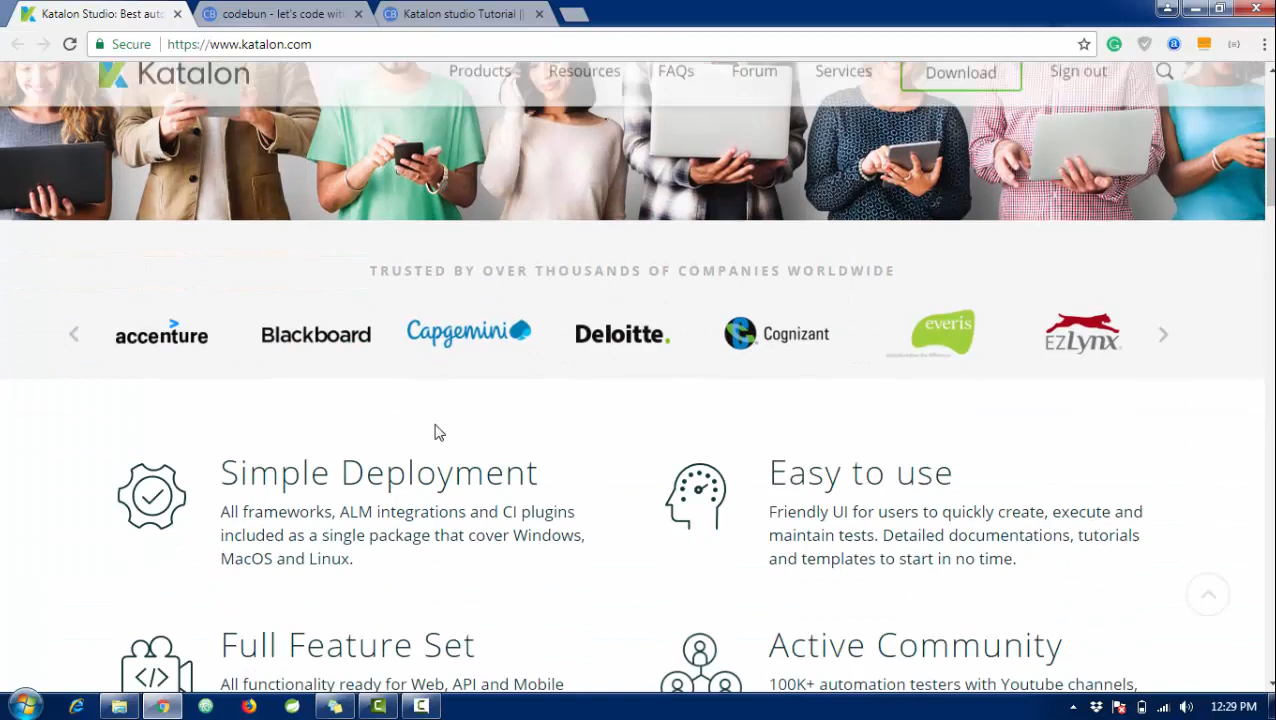 Katalon Studio: Best auto
codebun - let's code with
Katalon studio Tutorial ||
Secure
https://www.katalon.com
Katalon
Products
Resources
FAQs
Forum
Services
Download
Sign out
TRUSTED BY OVER THOUSANDS OF COMPANIES WORLDWIDE
accenture
Blackboard
Capgemini
Deloitte.
Cognizant
everis
EZLynx
Simple Deployment
All frameworks, ALM integrations and CI plugins
included as a single package that cover Windows,
MacOS and Linux.
Easy to use
Friendly UI for users to quickly create, execute and
maintain tests. Detailed documentations, tutorials
and templates to start in no time.
Full Feature Set
All functionality ready for Web, API and Mobile
Active Community
100K+ automation testers with Youtube channels,
12:29 PM